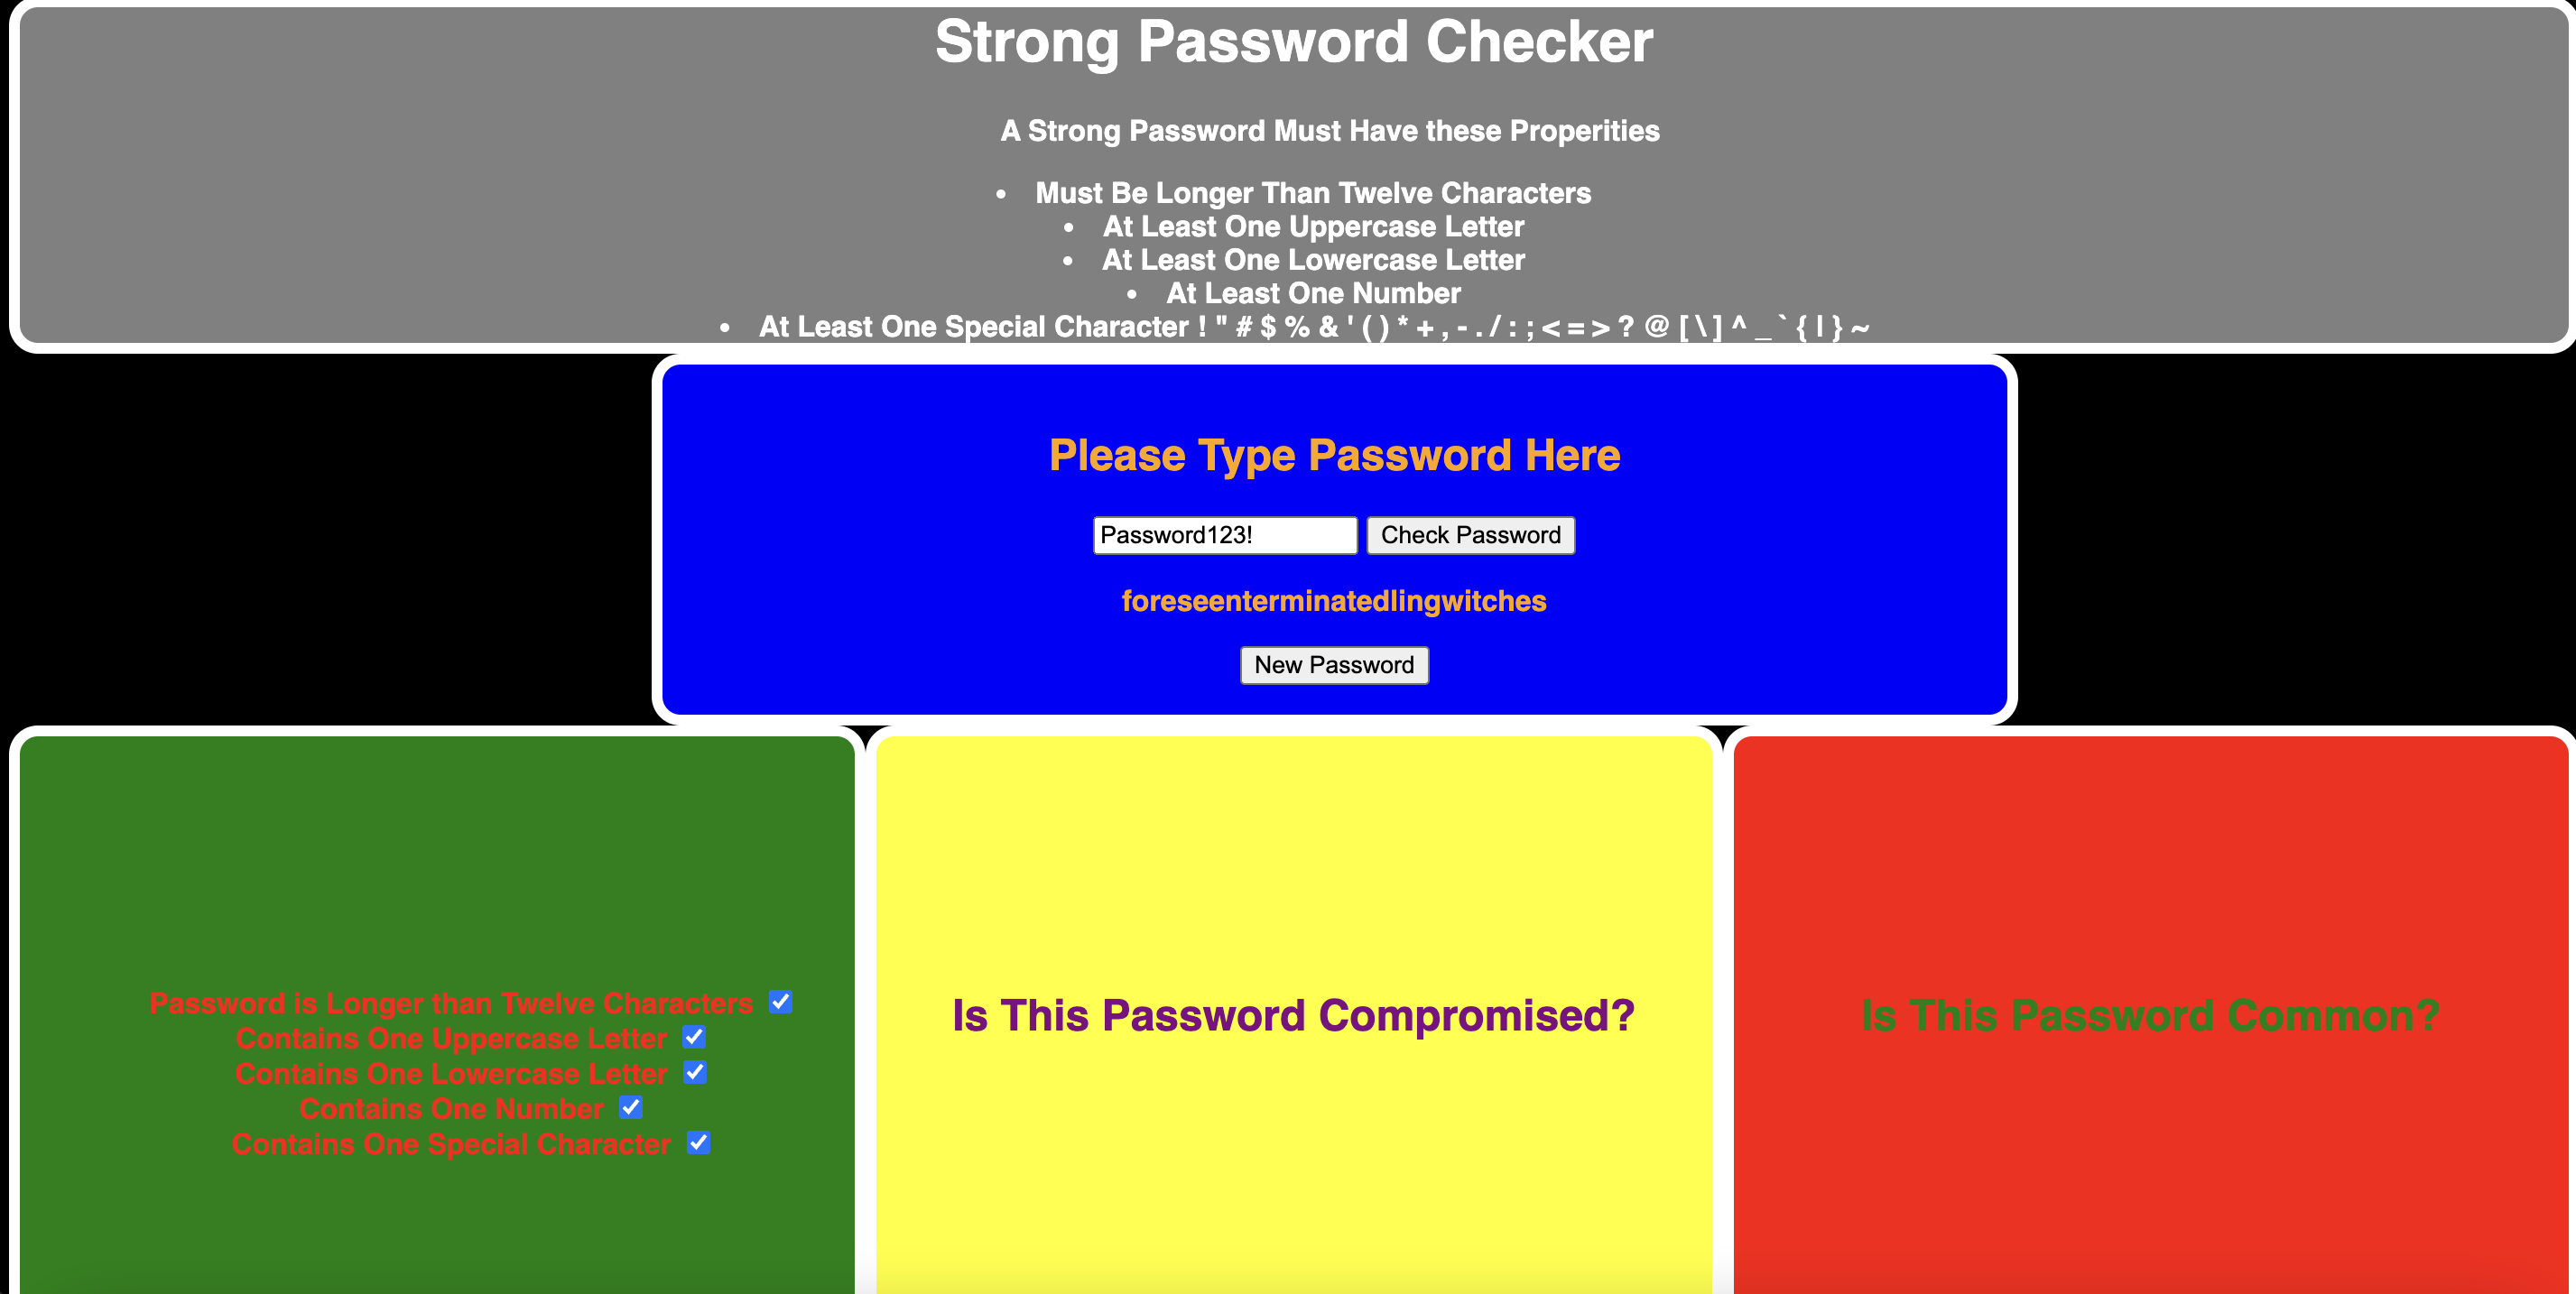 Strong Password Checker
A Strong Password Must Have these Properities
• Must Be Longer Than Twelve Characters
• At Least One Uppercase Letter
• At Least One Lowercase Letter
• At Least One Number
• At Least One Special Character ! " # $ % & ' ( ) * + , - . / : ; < = > ? @ [ \ ] ^ _ ` { | } ~
Please Type Password Here
Password123! Check Password
foreseenterminatedlingwitches
New Password
Password is Longer than Twelve Characters
Contains One Uppercase Letter
Contains One Lowercase Letter
Contains One Number
Contains One Special Character
Is This Password Compromised?
Is This Password Common?